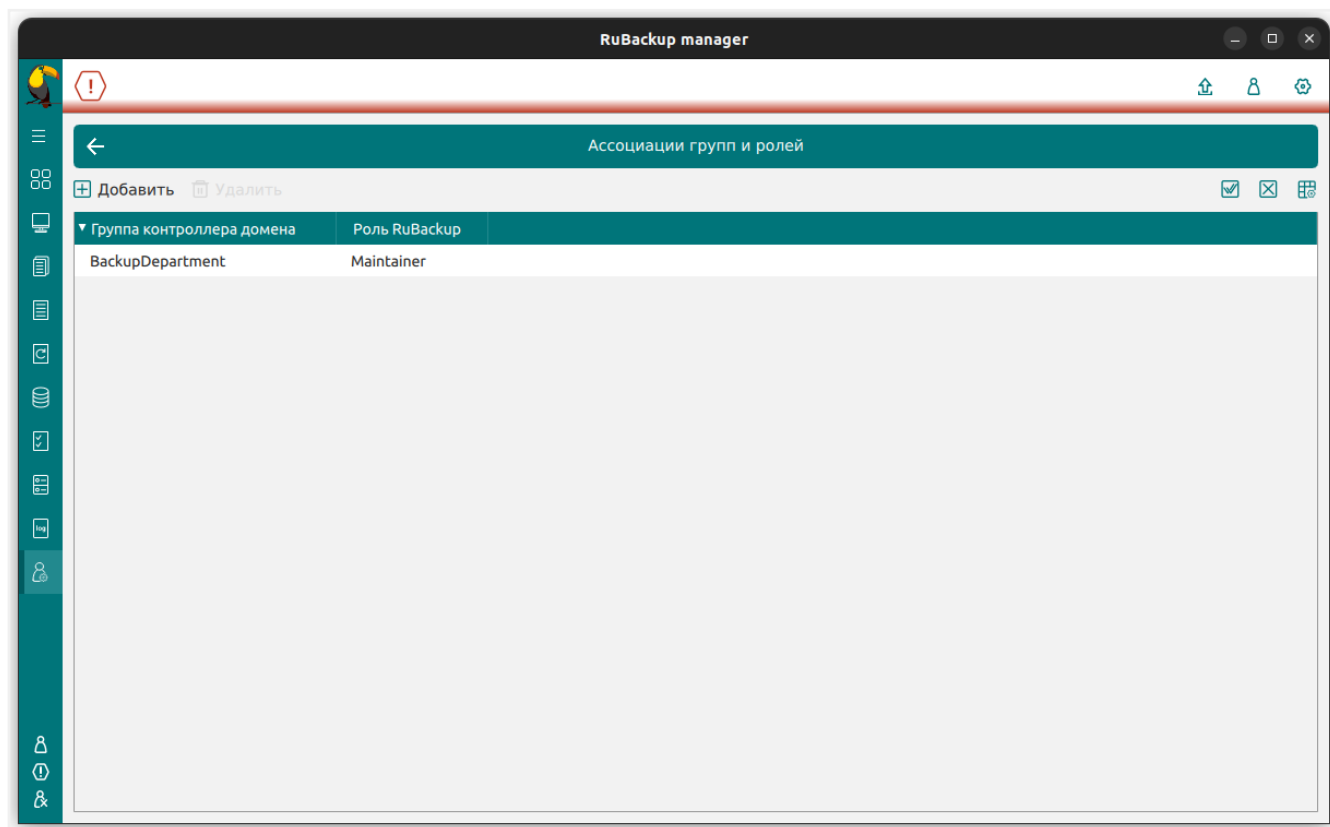 RuBackup manager
Ассоциации групп и ролей
Добавить Удалить
Группа контроллера домена Роль RuBackup
BackupDepartment Maintainer
log